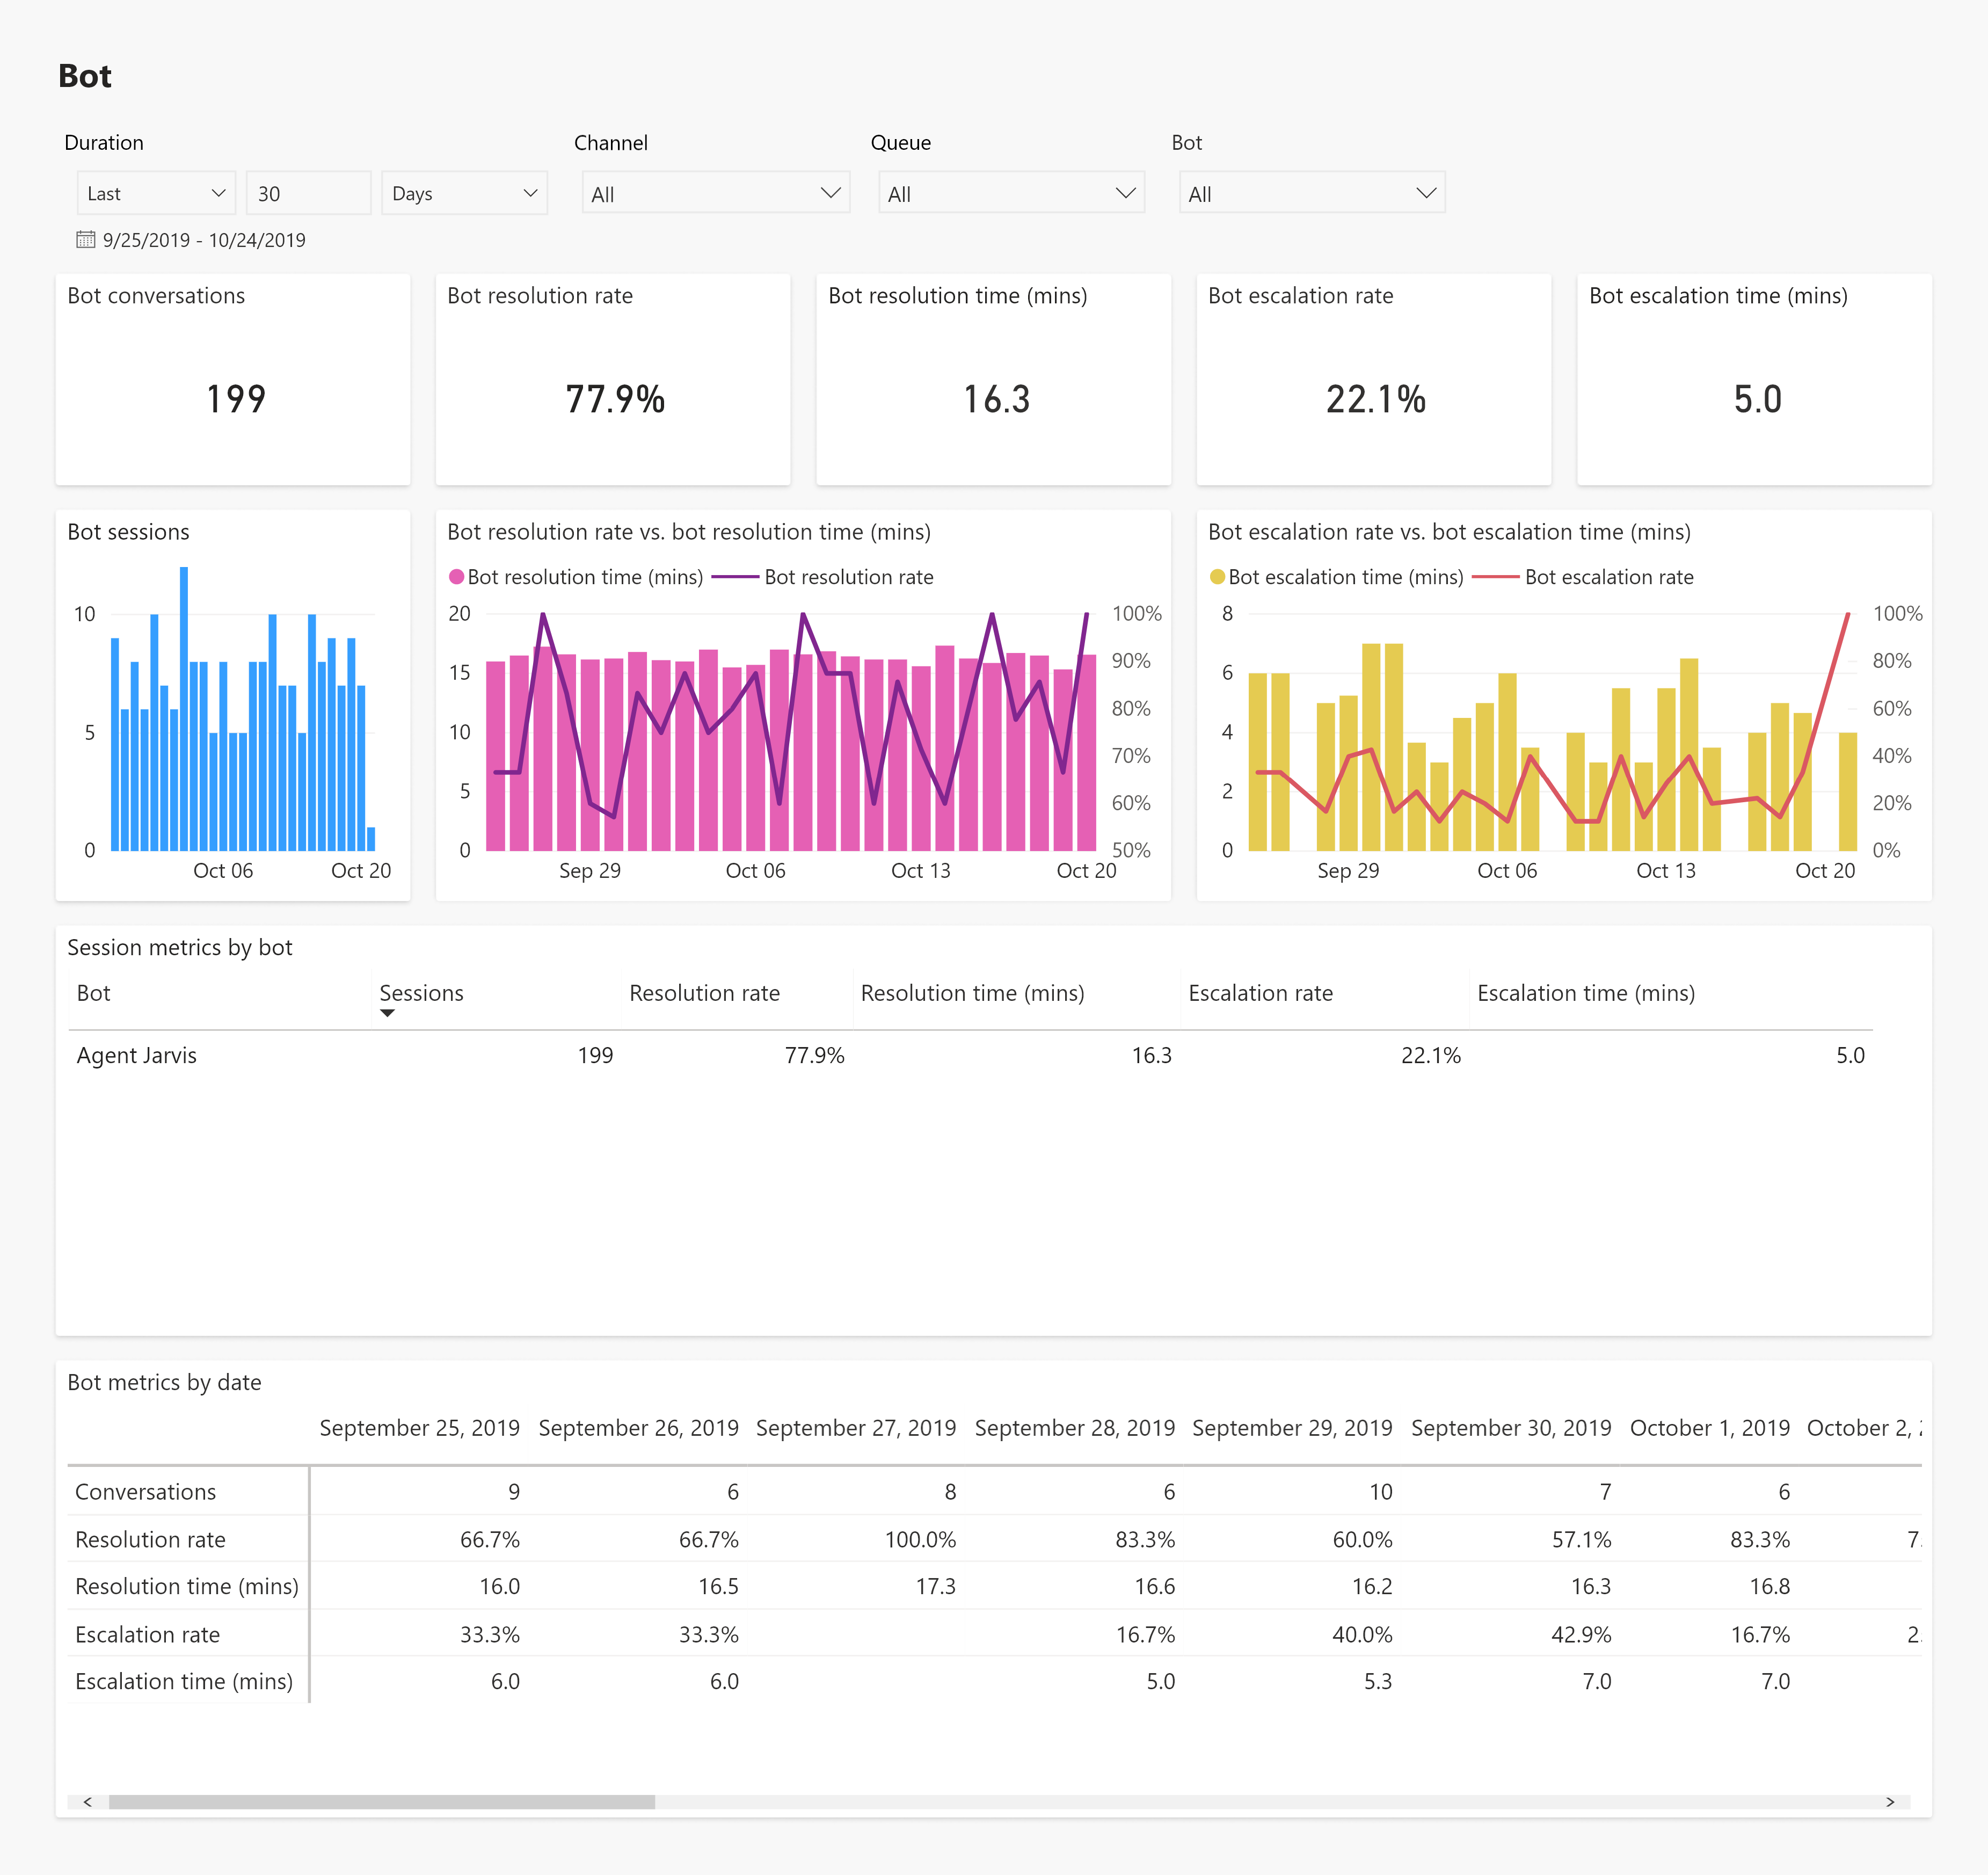 Bot
Duration Channel Queue Bot
Last 30 Days All All All
9/25/2019 - 10/24/2019
Bot conversations
199
Bot resolution rate
77.9%
Bot resolution time (mins)
16.3
Bot escalation rate
22.1%
Bot escalation time (mins)
5.0
Bot sessions
10
5
0
Oct 06 Oct 20
Bot resolution rate vs. bot resolution time (mins)
Bot resolution time (mins) Bot resolution rate
20 100%
90%
15
80%
10
70%
5
60%
0 50%
Sep 29 Oct 06 Oct 13 Oct 20
Bot escalation rate vs. bot escalation time (mins)
Bot escalation time (mins) Bot escalation rate
8 100%
80%
6
60%
4
40%
2
20%
0 0%
Sep 29 Oct 06 Oct 13 Oct 20
Session metrics by bot
Bot Sessions Resolution rate Resolution time (mins) Escalation rate Escalation time (mins)
Agent Jarvis 199 77.9% 16.3 22.1% 5.0
Bot metrics by date
September 25, 2019 September 26, 2019 September 27, 2019 September 28, 2019 September 29, 2019 September 30, 2019 October 1, 2019 October 2,
Conversations 9 6 8 6 10 7 6
Resolution rate 66.7% 66.7% 100.0% 83.3% 60.0% 57.1% 83.3% 7.
Resolution time (mins) 16.0 16.5 17.3 16.6 16.2 16.3 16.8
Escalation rate 33.3% 33.3% 16.7% 40.0% 42.9% 16.7% 2.
Escalation time (mins) 6.0 6.0 5.0 5.3 7.0 7.0